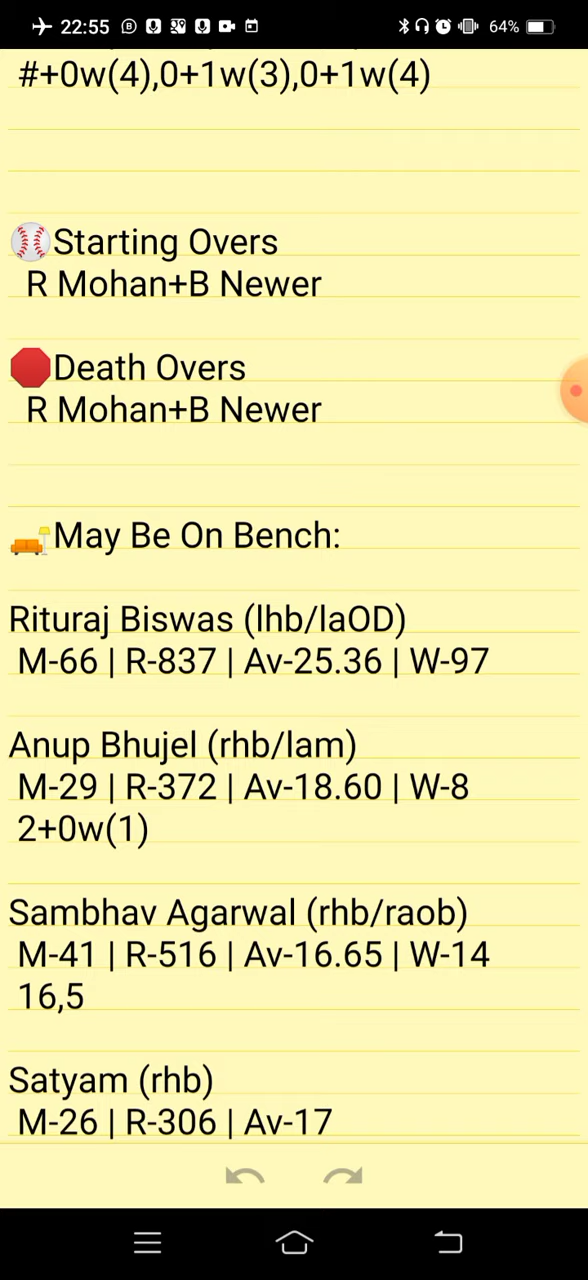 22:55 64%
#+0w(4),0+1w(3),0+1w(4)
Starting Overs
R Mohan+B Newer
Death Overs
R Mohan+B Newer
May Be On Bench:
Rituraj Biswas (lhb/laOD)
M-66 | R-837 | Av-25.36 | W-97
Anup Bhujel (rhb/lam)
M-29 | R-372 | Av-18.60 | W-8
2+0w(1)
Sambhav Agarwal (rhb/raob)
M-41 | R-516 | Av-16.65 | W-14
16,5
Satyam (rhb)
M-26 | R-306 | Av-17